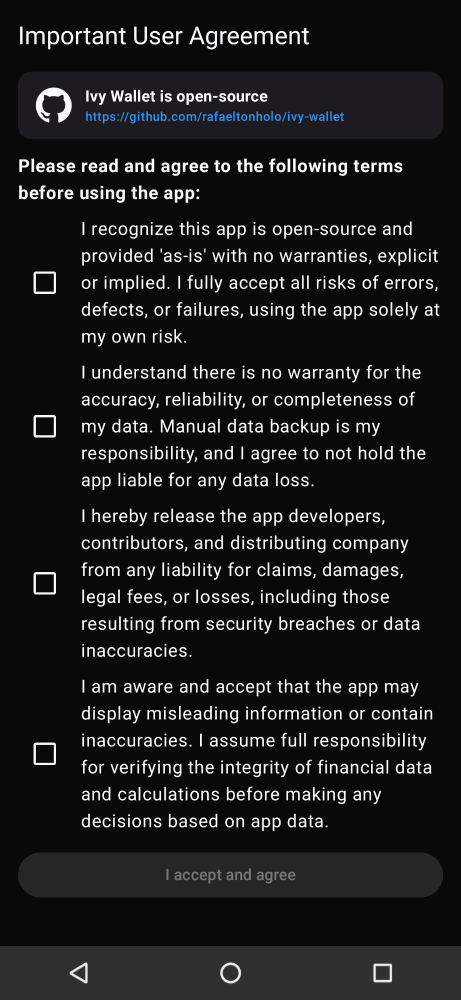 Important User Agreement
Ivy Wallet is open-source
https://github.com/rafaeltonholo/ivy-wallet
Please read and agree to the following terms
before using the app:
I recognize this app is open-source and
provided 'as-is' with no warranties, explicit
or implied. I fully accept all risks of errors,
defects, or failures, using the app solely at
my own risk.
I understand there is no warranty for the
accuracy, reliability, or completeness of
my data. Manual data backup is my
responsibility, and I agree to not hold the
app liable for any data loss.
I hereby release the app developers,
contributors, and distributing company
from any liability for claims, damages,
legal fees, or losses, including those
resulting from security breaches or data
inaccuracies.
I am aware and accept that the app may
display misleading information or contain
inaccuracies. I assume full responsibility
for verifying the integrity of financial data
and calculations before making any
decisions based on app data.
I accept and agree